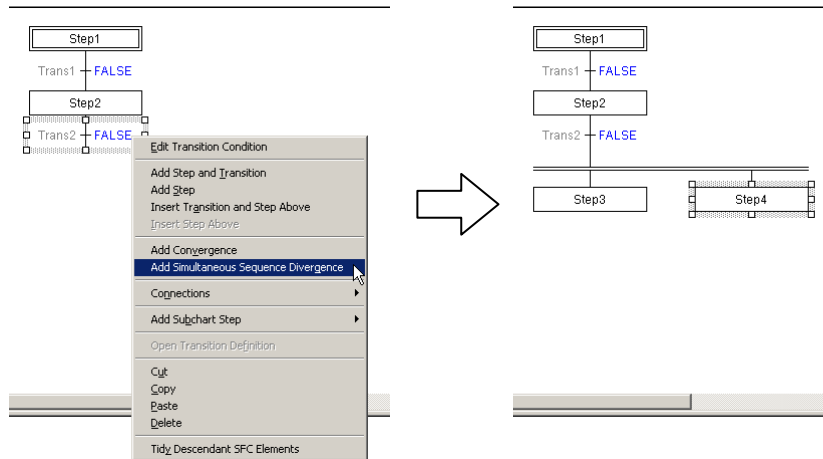 Step1
Trans1 FALSE
Step2
Trans2 FALSE
Edit Transition Condition
Add Step and Transition
Add Step
Insert Transition and Step Above
Insert Step Above
Add Convergence
Add Simultaneous Sequence Divergence
Connections
Add Subchart Step
Open Transition Definition
Cut
Copy
Paste
Delete
Tidy Descendant SFC Elements
Step1
Trans1 FALSE
Step2
Trans2 FALSE
Step3 Step4